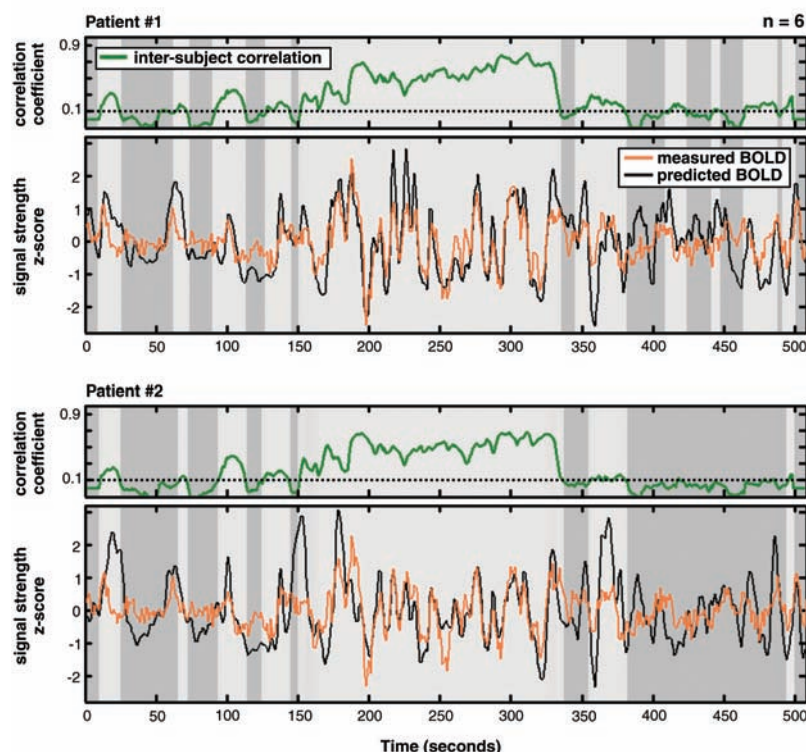 Patient #1 n = 6
correlation
coefficient
0.9
0.1
inter-subject correlation
signal strength
z-score
2
1
0
-1
-2
measured BOLD
predicted BOLD
0 50 100 150 200 250 300 350 400 450 500
Patient #2
correlation
coefficient
0.9
0.1
signal strength
z-score
2
1
0
-1
-2
0 50 100 150 200 250 300 350 400 450 500
Time (seconds)